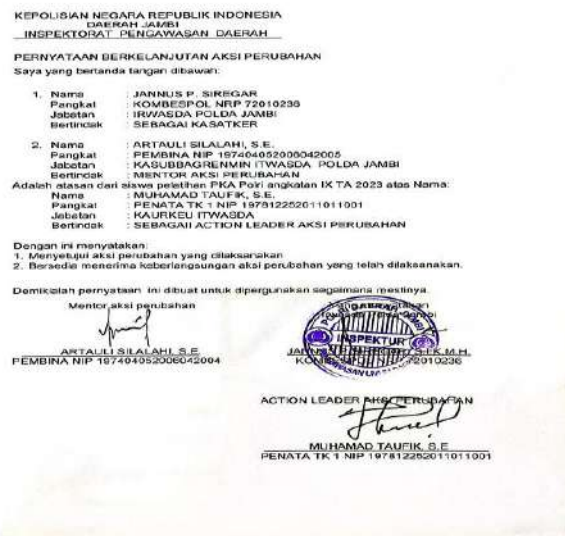 KEPOLISIAN NEGARA REPUBLIK INDONESIA
DAERAH JAMBI
INSPEKTORAT PENGAWASAN DAERAH
PERNYATAAN BERKELANJUTAN AKSI PERUBAHAN
Saya yang bertanda tangan dibawah:
1. Nama : JANNUS P. SIREGAR
Pangkat : KOMBESPOL NRP 72010236
Jabatan : IRWASDA POLDA JAMBI
Bertindak : SEBAGAI KASATKER
2. Nama : ARTAULI SILALAHI, S.E.
Pangkat : PEMBINA NIP 197404052006042005
Jabatan : KASUBBAGRENMIN ITWASDA POLDA JAMBI
Bertindak : MENTOR AKSI PERUBAHAN
Adalah atasan dari siswa pelatihan PKA Polri angkatan IX TA 2023 atas Nama:
Nama : MUHAMAD TAUFIK, S.E.
Pangkat : PENATA TK 1 NIP 197812252011011001
Jabatan : KAURKEU ITWASDA
Bertindak : SEBAGAII ACTION LEADER AKSI PERUBAHAN
Dengan ini menyatakan:
1. Menyetujui aksi perubahan yang dilaksanakan
2. Bersedia menerima keberlangsungan aksi perubahan yang telah dilaksanakan.
Demikialah pernyataan ini dibuat untuk dipergunakan sagaimana mestinya.
Mentor aksi perubahan
INSPEKTUR
ARTAULI SILALAHI, S.E
PEMBINA NIP 197404052006042004
72010236
ACTION LEADER AKSI PERUBAHAN
MUHAMAD TAUFIK, S.E
PENATA TK 1 NIP 197812252011011001